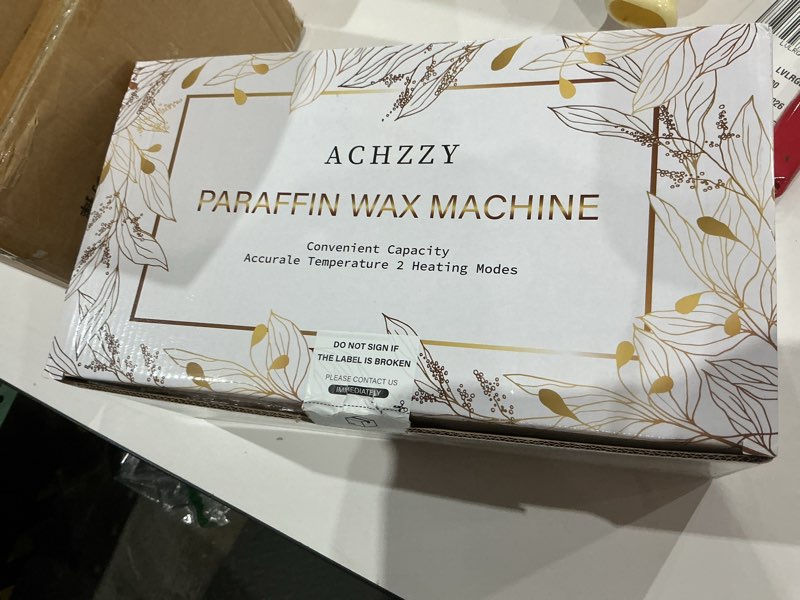 ACHZZY
PARAFFIN WAX MACHINE
Convenient Capacity
Accurale Temperature 2 Heating Modes
DO NOT SIGN IF
THE LABEL IS BROKEN
PLEASE CONTACT US
IMMEDIATELY